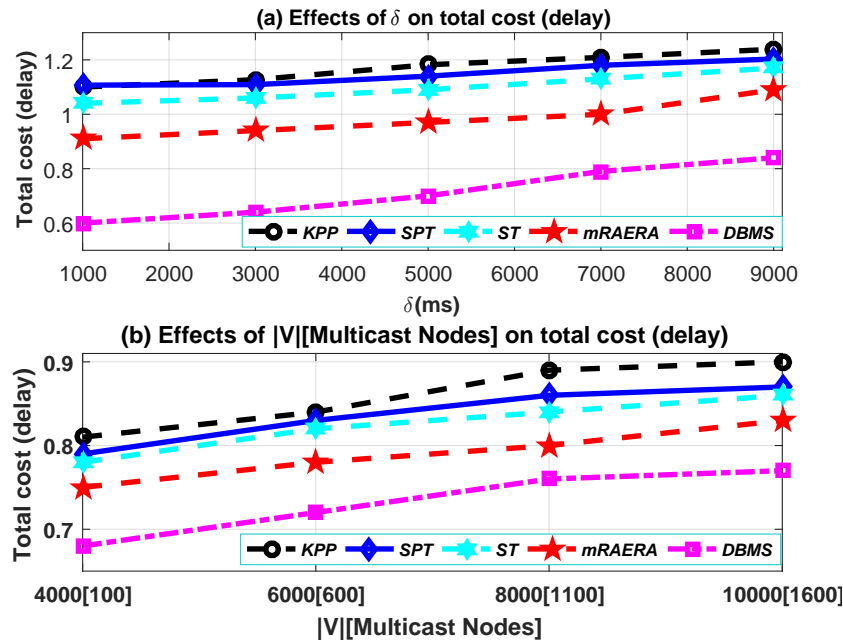 (a) Effects of δ on total cost (delay)
Total cost (delay)
1.2
1
0.8
0.6
KPP SPT ST mRAERA DBMS
1000 2000 3000 4000 5000 6000 7000 8000 9000
δ(ms)
(b) Effects of |V|[Multicast Nodes] on total cost (delay)
Total cost (delay)
0.9
0.8
0.7
KPP SPT ST mRAERA DBMS
4000[100] 6000[600] 8000[1100] 10000[1600]
|V|[Multicast Nodes]